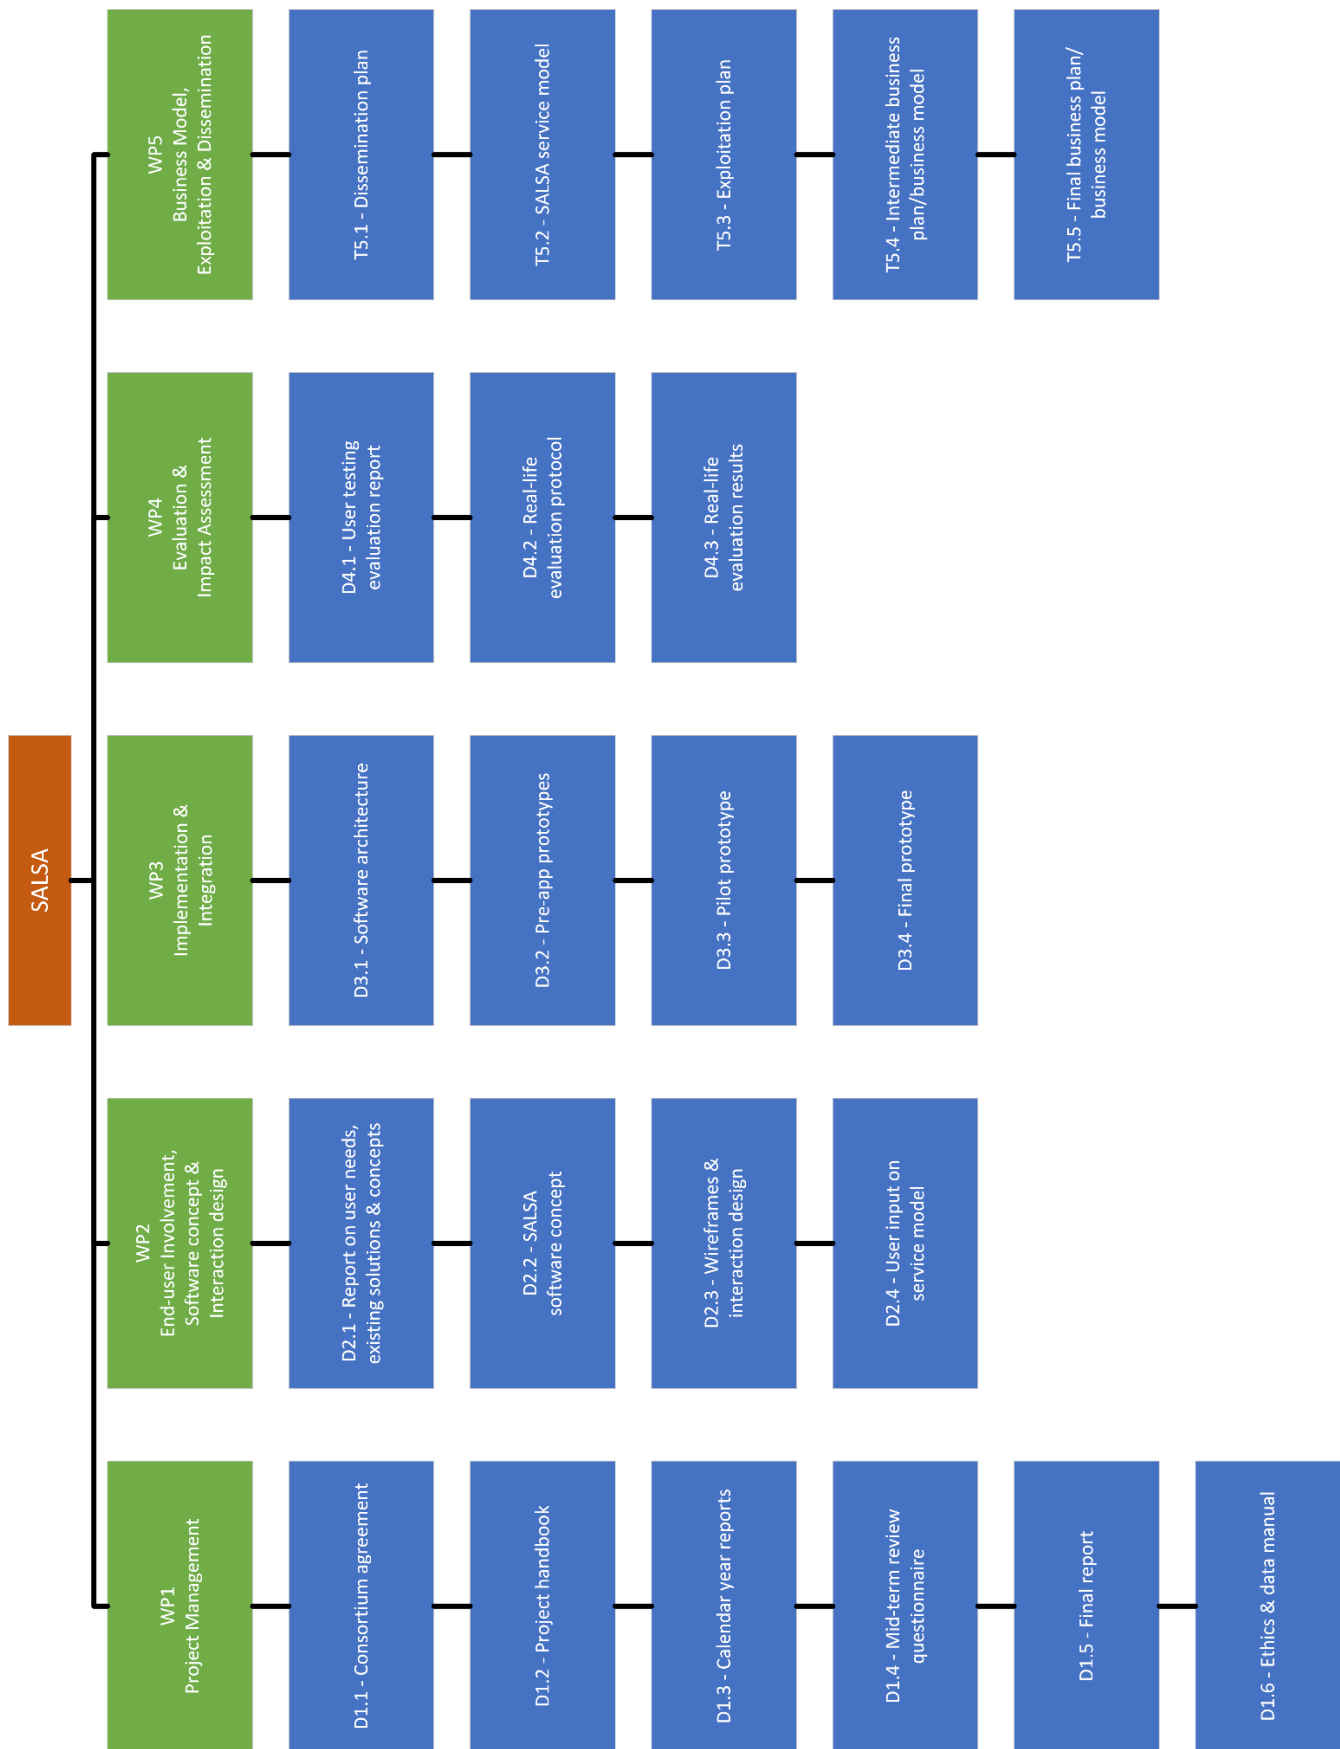 SALSA
WP1
Project Management
D1.1 - Consortium agreement
D1.2 - Project handbook
D1.3 - Calendar year reports
D1.4 - Mid-term review
questionnaire
D1.5 - Final report
D1.6 - Ethics & data manual
WP2
End-user Involvement,
Software concept &
Interaction design
D2.1 - Report on user needs,
existing solutions & concepts
D2.2 - SALSA
software concept
D2.3 - Wireframes &
interaction design
D2.4 - User input on
service model
WP3
Implementation &
Integration
D3.1 - Software architecture
D3.2 - Pre-app prototypes
D3.3 - Pilot prototype
D3.4 - Final prototype
WP4
Evaluation &
Impact Assessment
D4.1 - User testing
evaluation report
D4.2 - Real-life
evaluation protocol
D4.3 - Real-life
evaluation results
WP5
Business Model,
Exploitation & Dissemination
T5.1 - Dissemination plan
T5.2 - SALSA service model
T5.3 - Exploitation plan
T5.4 - Intermediate business
plan/business model
T5.5 - Final business plan/
business model